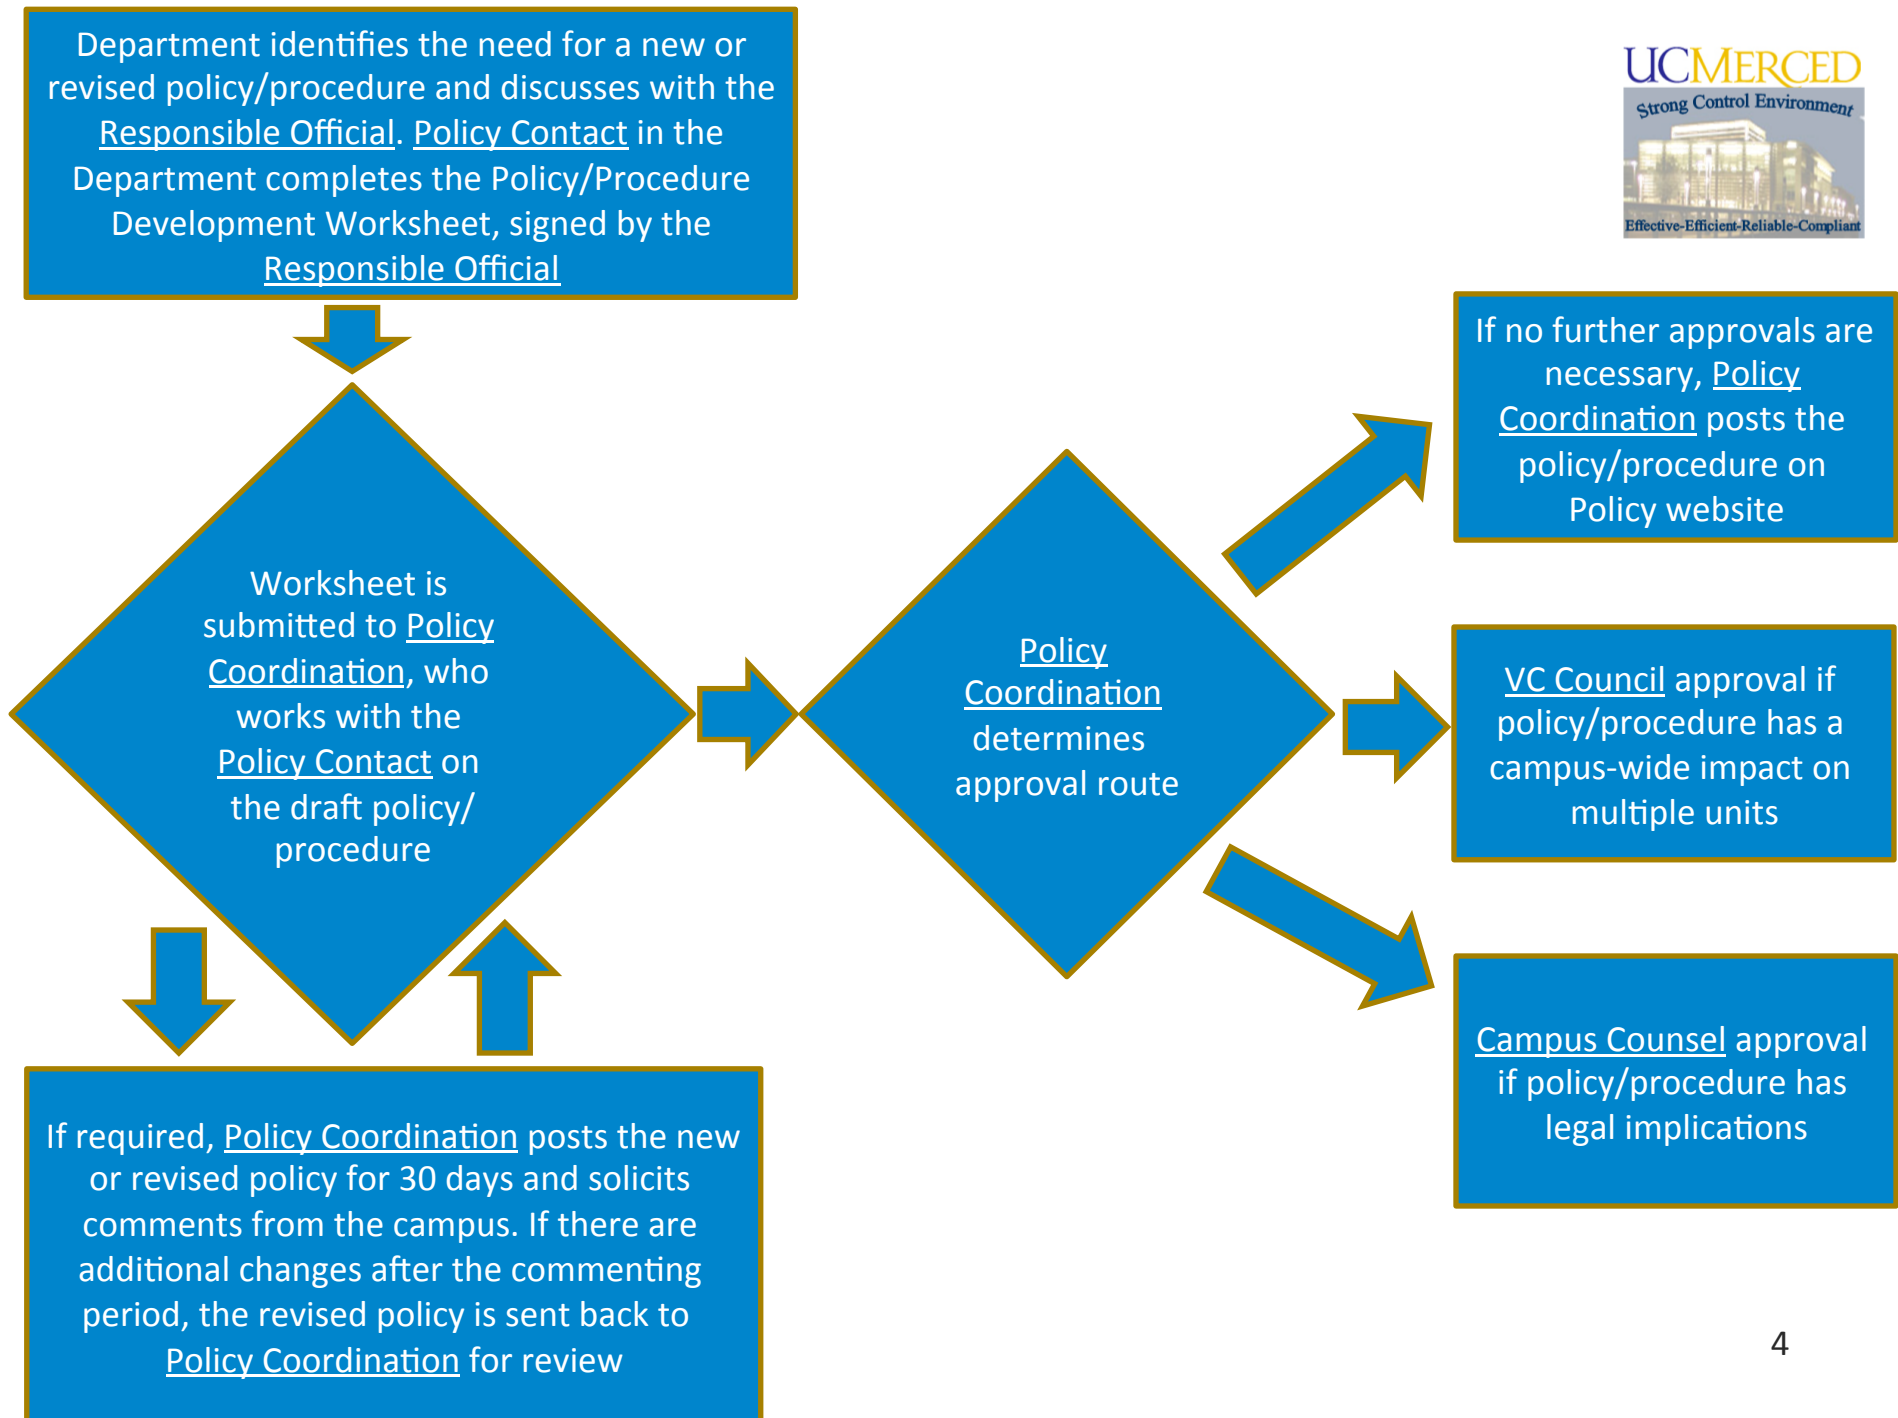 Department identifies the need for a new or
revised policy/procedure and discusses with the
Responsible Official. Policy Contact in the
Department completes the Policy/Procedure
Development Worksheet, signed by the
Responsible Official
UCMERCED
Strong Control Environment
Effective-Efficient-Reliable-Compliant
Worksheet is
submitted to Policy
Coordination, who
works with the
Policy Contact on
the draft policy/
procedure
If required, Policy Coordination posts the new
or revised policy for 30 days and solicits
comments from the campus. If there are
additional changes after the commenting
period, the revised policy is sent back to
Policy Coordination for review
Policy
Coordination
determines
approval route
If no further approvals are
necessary, Policy
Coordination posts the
policy/procedure on
Policy website
VC Council approval if
policy/procedure has a
campus-wide impact on
multiple units
Campus Counsel approval
if policy/procedure has
legal implications
4